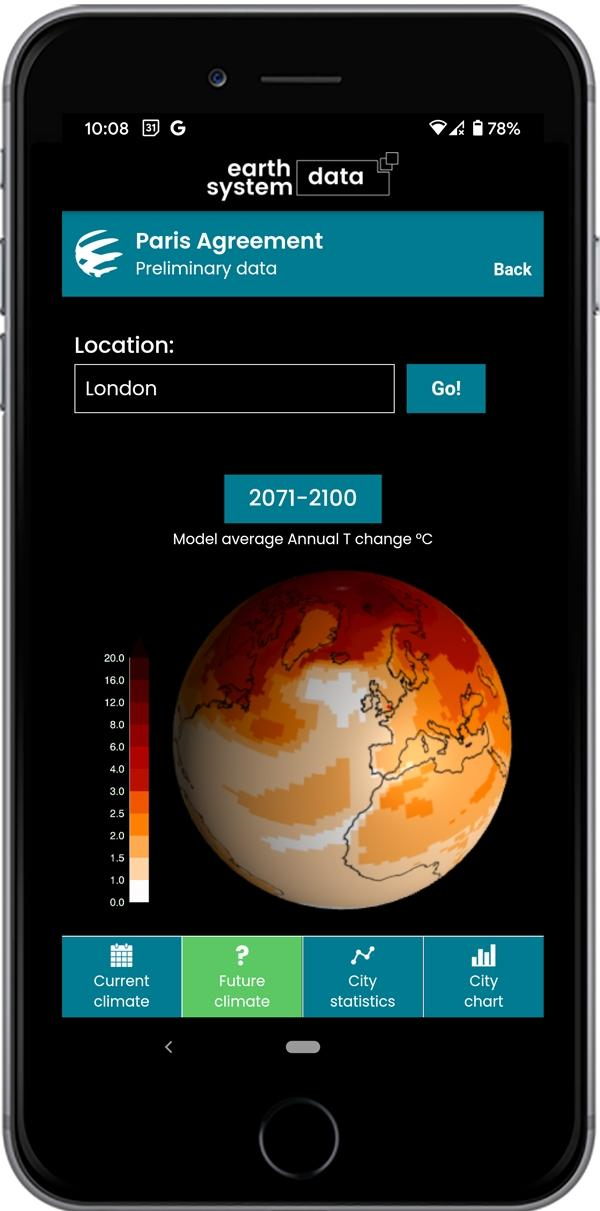 10:08 31 G 78%
earth
system data
Paris Agreement
Preliminary data
Back
Location:
London Go!
2071-2100
Model average Annual T change °C
20.0
16.0
12.0
8.0
6.0
4.0
3.0
2.5
2.0
1.5
1.0
0.0
? 
Current
climate
Future
climate
City
statistics
City
chart